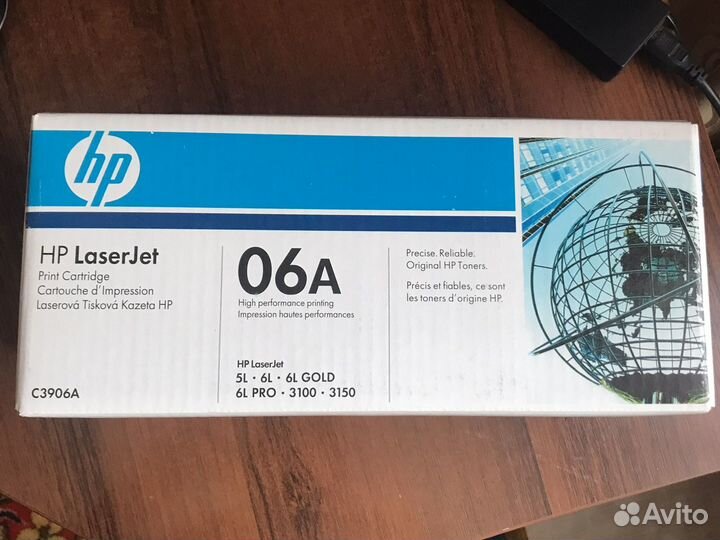 hp
HP LaserJet
Print Cartridge
Cartouche d'Impression
Laserová Tisková Kazeta HP
C3906A
06A
High performance printing
Impression hautes performances
HP LaserJet
5L · 6L · 6L GOLD
6L PRO · 3100 · 3150
Precise. Reliable.
Original HP Toners.
Précis et fiables, ce sont
les toners d'origine HP.
Avito